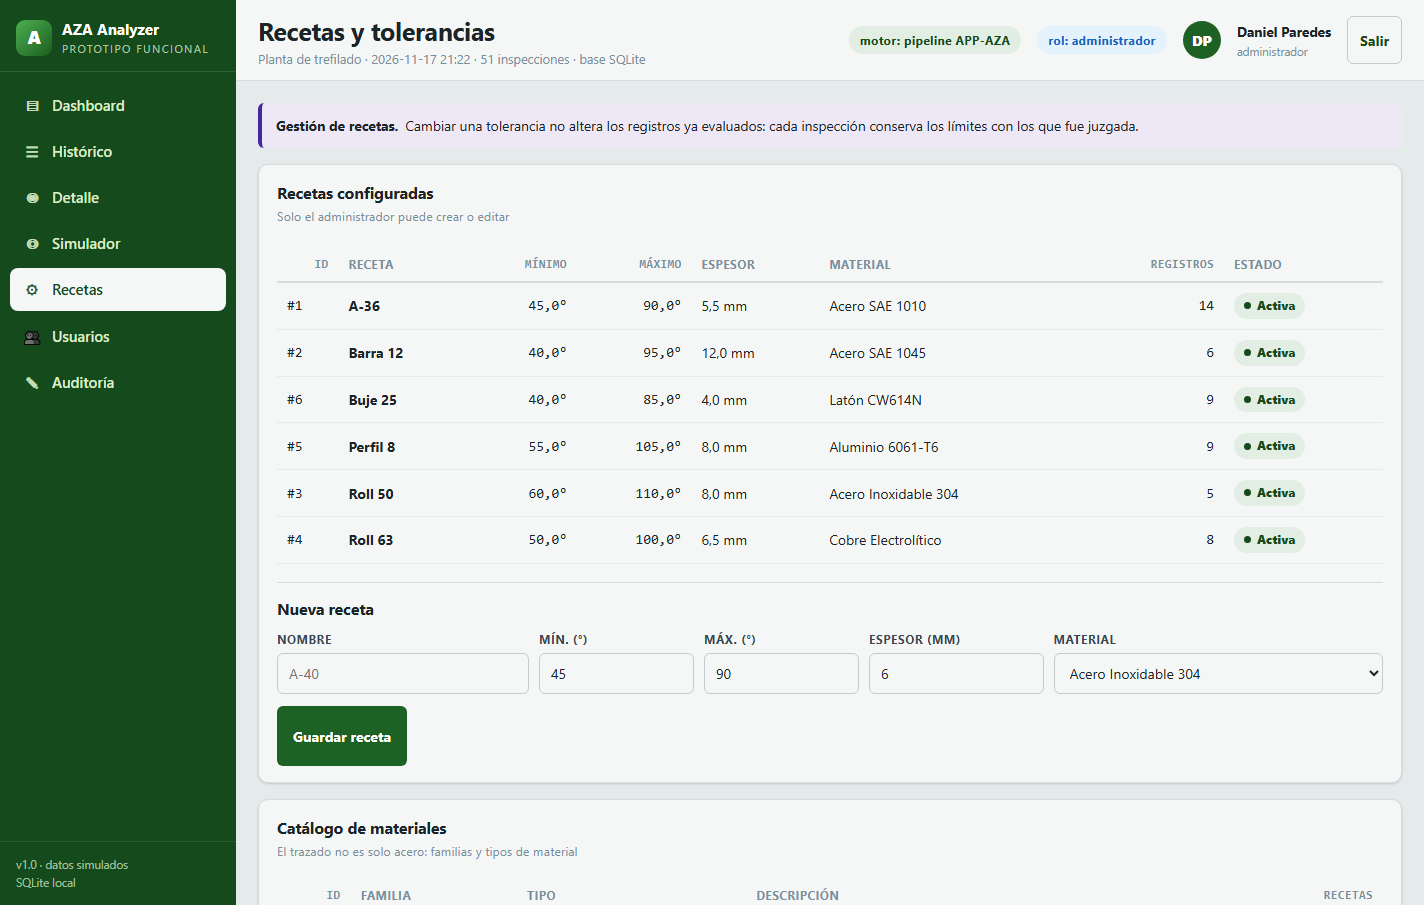 A
AZA Analyzer
PROTOTIPO FUNCIONAL
Dashboard
Histórico
Detalle
Simulador
Recetas
Usuarios
Auditoría
v1.0 · datos simulados
SQLite local
Recetas y tolerancias
Planta de trefilado · 2026-11-17 21:22 · 51 inspecciones · base SQLite
motor: pipeline APP-AZA
rol: administrador
DP
Daniel Paredes
administrador
Salir
Gestión de recetas. Cambiar una tolerancia no altera los registros ya evaluados: cada inspección conserva los límites con los que fue juzgada.
Recetas configuradas
Solo el administrador puede crear o editar
ID RECETA MÍNIMO MÁXIMO ESPESOR MATERIAL REGISTROS ESTADO
#1 A-36 45,0° 90,0° 5,5 mm Acero SAE 1010 14 Activa
#2 Barra 12 40,0° 95,0° 12,0 mm Acero SAE 1045 6 Activa
#6 Buje 25 40,0° 85,0° 4,0 mm Latón CW614N 9 Activa
#5 Perfil 8 55,0° 105,0° 8,0 mm Aluminio 6061-T6 9 Activa
#3 Roll 50 60,0° 110,0° 8,0 mm Acero Inoxidable 304 5 Activa
#4 Roll 63 50,0° 100,0° 6,5 mm Cobre Electrolítico 8 Activa
Nueva receta
NOMBRE MÍN. (°) MÁX. (°) ESPESOR (MM) MATERIAL
A-40 45 90 6 Acero Inoxidable 304
Guardar receta
Catálogo de materiales
El trazado no es solo acero: familias y tipos de material
ID FAMILIA TIPO DESCRIPCIÓN RECETAS